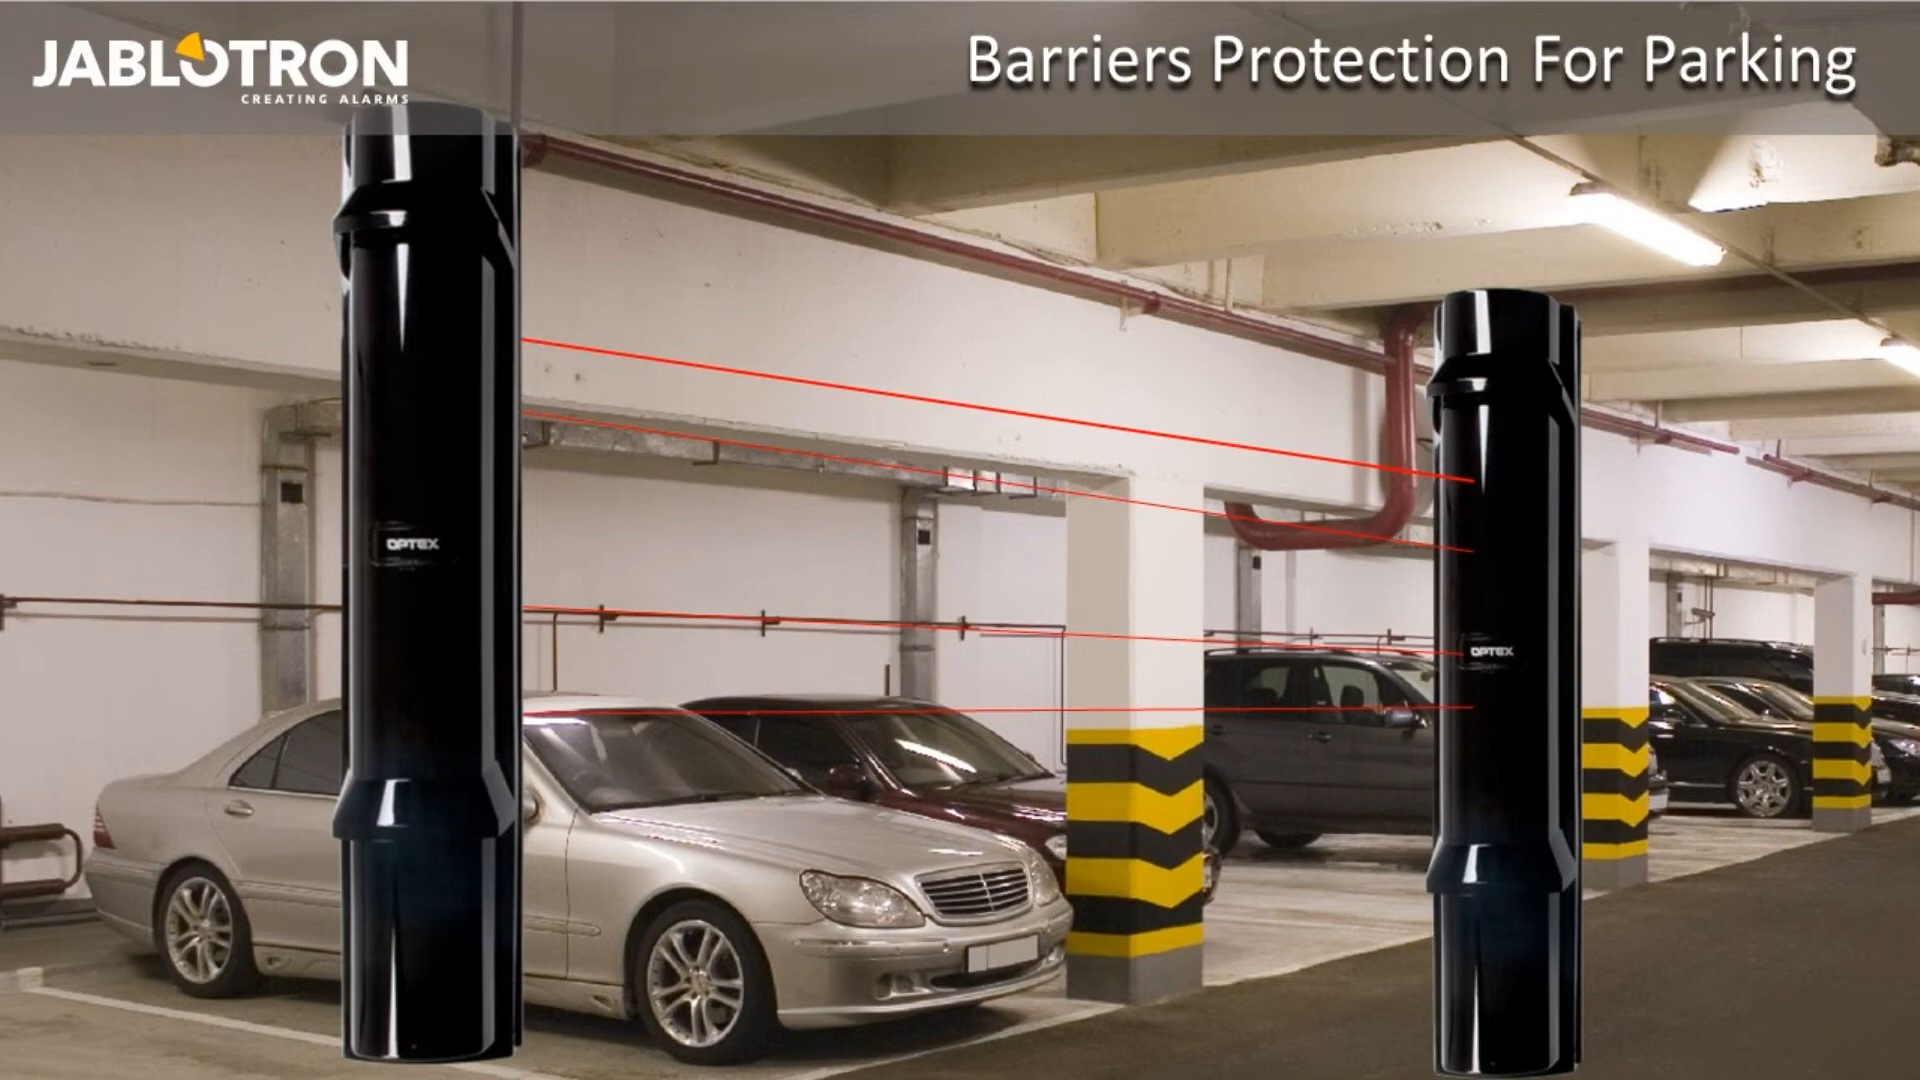 JABLOTRON
CREATING ALARMS
Barriers Protection For Parking
OPTEX
OPTEX